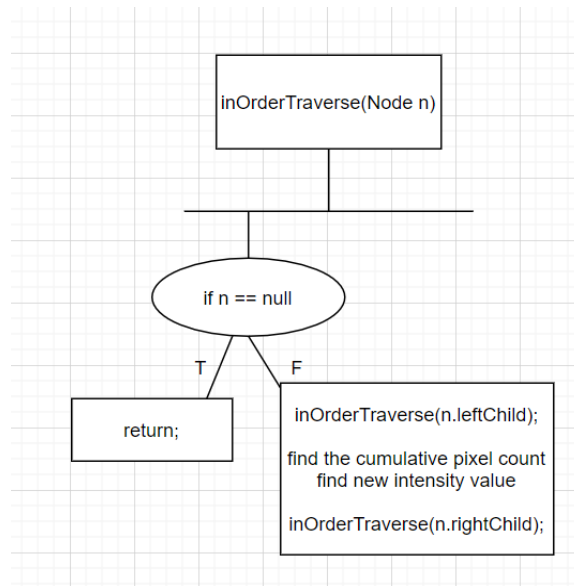 inOrderTraverse(Node n)
if n == null
T
F
return;
inOrderTraverse(n.leftChild);
find the cumulative pixel count
find new intensity value
inOrderTraverse(n.rightChild);